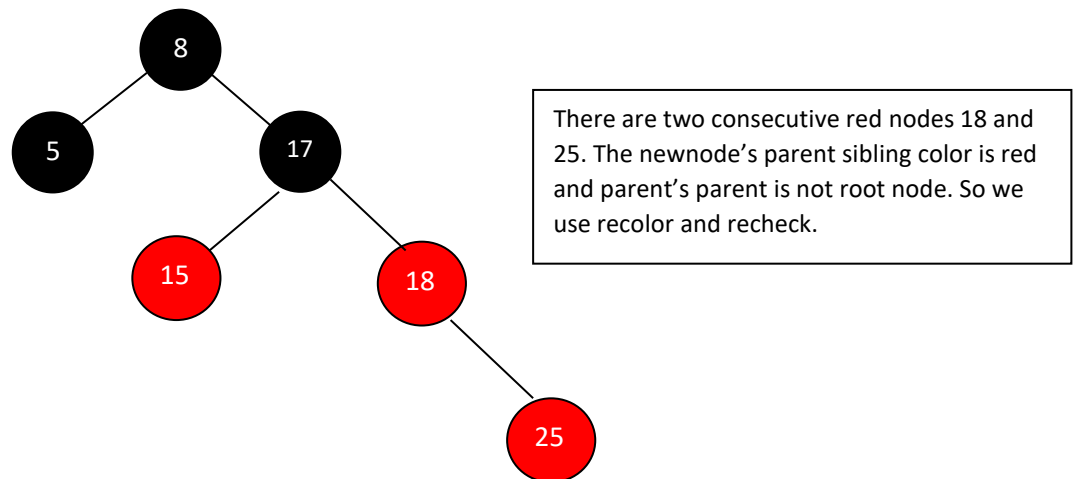 8
5
17
15
18
25
There are two consecutive red nodes 18 and
25. The newnode's parent sibling color is red
and parent's parent is not root node. So we
use recolor and recheck.